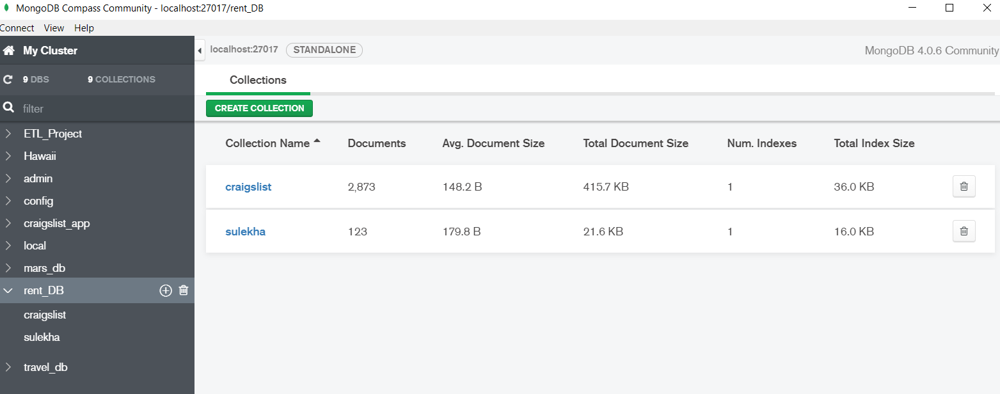 MongoDB Compass Community - localhost:27017/rent_DB
Connect View Help
My Cluster
localhost:27017 STANDALONE MongoDB 4.0.6 Community
9 DBS 9 COLLECTIONS
Collections
filter
CREATE COLLECTION
ETL_Project
Hawaii
admin
config
craigslist_app
local
mars_db
rent_DB
craigslist
sulekha
travel_db
Collection Name Documents Avg. Document Size Total Document Size Num. Indexes Total Index Size
craigslist 2,873 148.2 B 415.7 KB 1 36.0 KB
sulekha 123 179.8 B 21.6 KB 1 16.0 KB